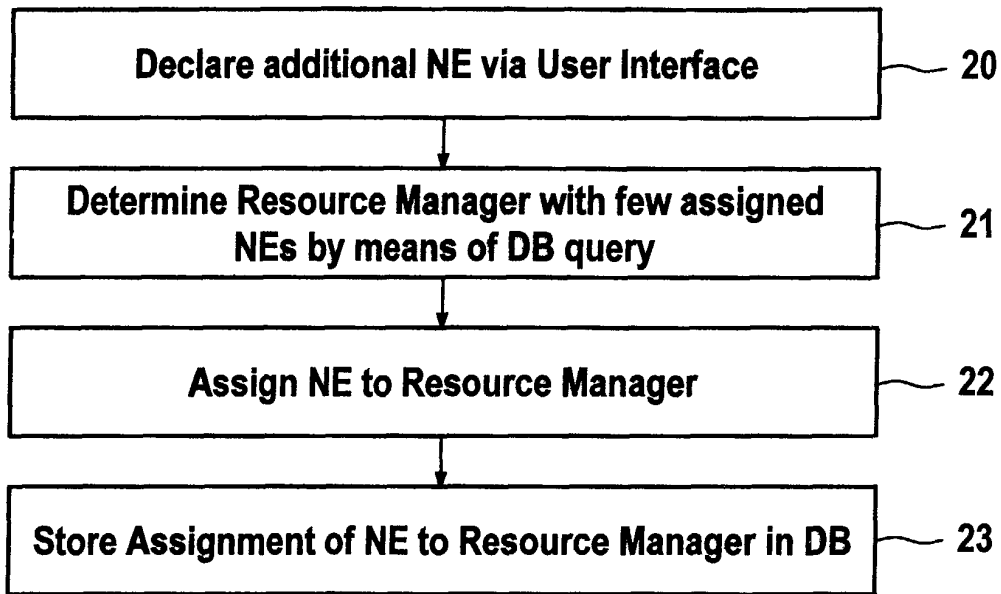 Declare additional NE via User Interface
20
Determine Resource Manager with few assigned
NEs by means of DB query
21
Assign NE to Resource Manager
22
Store Assignment of NE to Resource Manager in DB
23